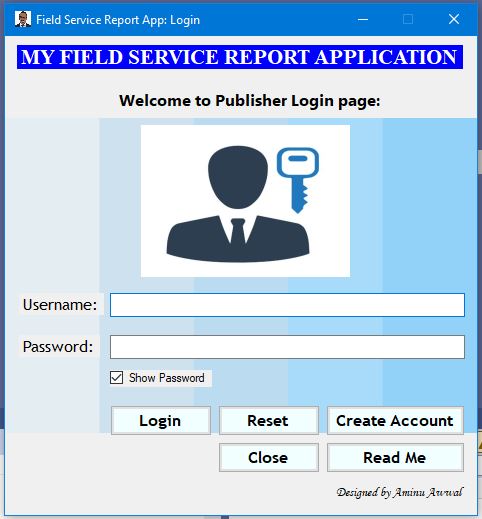 Field Service Report App: Login
MY FIELD SERVICE REPORT APPLICATION
Welcome to Publisher Login page:
Username:
Password:
Show Password
Login Reset Create Account
Close Read Me
Designed by Aminu Awwal